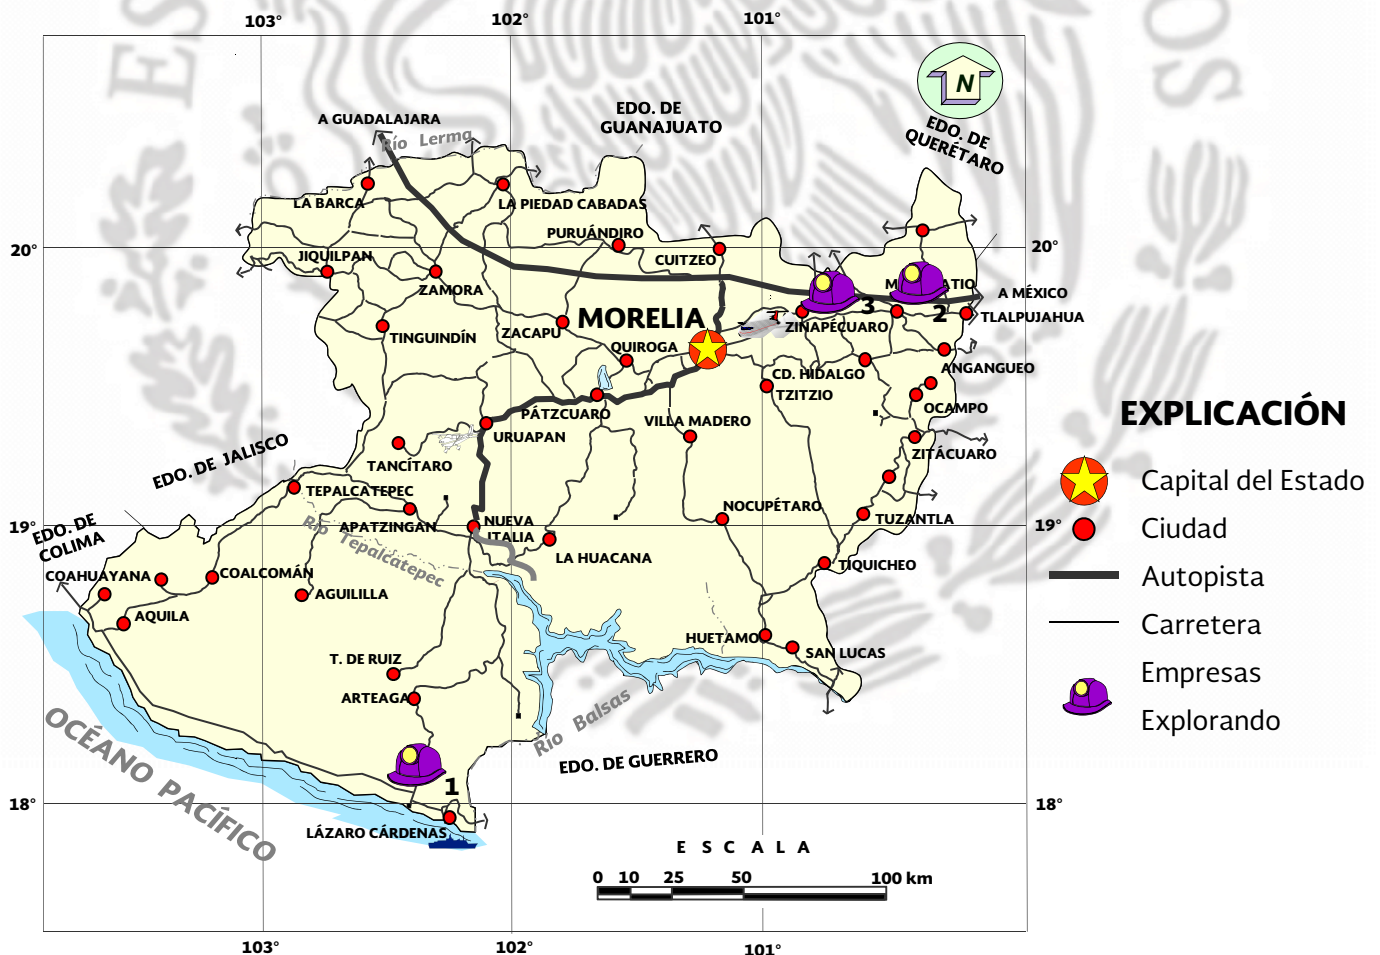 103°
102°
101°
N
EDO. DE
GUANAJUATO
EDO. DE
QUERÉTARO
A GUADALAJARA
Río Lerma
LA BARCA
LA PIEDAD CABADAS
PURUÁNDIRO
20°
20°
JIQUILPAN
CUITZEO
ZAMORA
A MÉXICO
3
2
MORELIA
ZINAPÉCUARO
TLALPUJAHUA
TINGUINDÍN
ZACAPU
QUIROGA
CD. HIDALGO
ANGANGUEO
TZITZIO
PÁTZCUARO
OCAMPO
VILLA MADERO
URUAPAN
ZITÁCUARO
EDO. DE JALISCO
TANCÍTARO
TEPALCATEPEC
NOCUPÉTARO
APATZINGÁN
NUEVA
ITALIA
TUZANTLA
19°
19°
EDO. DE
COLIMA
Río Tepalcatepec
LA HUACANA
TIQUICHEO
COAHUAYANA
COALCOMÁN
AGUILILLA
AQUILA
HUETAMO
SAN LUCAS
T. DE RUIZ
ARTEAGA
Río Balsas
EDO. DE GUERRERO
OCÉANO PACÍFICO
1
18°
18°
LÁZARO CÁRDENAS
ESCALA
0 10 25 50 100 km
103°
102°
101°
EXPLICACIÓN
Capital del Estado
Ciudad
Autopista
Carretera
Empresas
Explorando